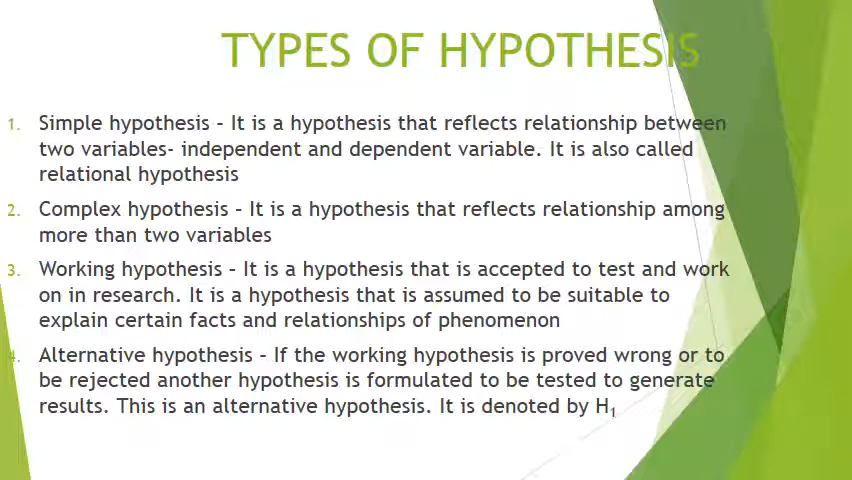 TYPES OF HYPOTHESIS
1. Simple hypothesis – It is a hypothesis that reflects relationship between
two variables- independent and dependent variable. It is also called
relational hypothesis
2. Complex hypothesis – It is a hypothesis that reflects relationship among
more than two variables
3. Working hypothesis – It is a hypothesis that is accepted to test and work
on in research. It is a hypothesis that is assumed to be suitable to
explain certain facts and relationships of phenomenon
4. Alternative hypothesis – If the working hypothesis is proved wrong or to
be rejected another hypothesis is formulated to be tested to generate
results. This is an alternative hypothesis. It is denoted by H₁